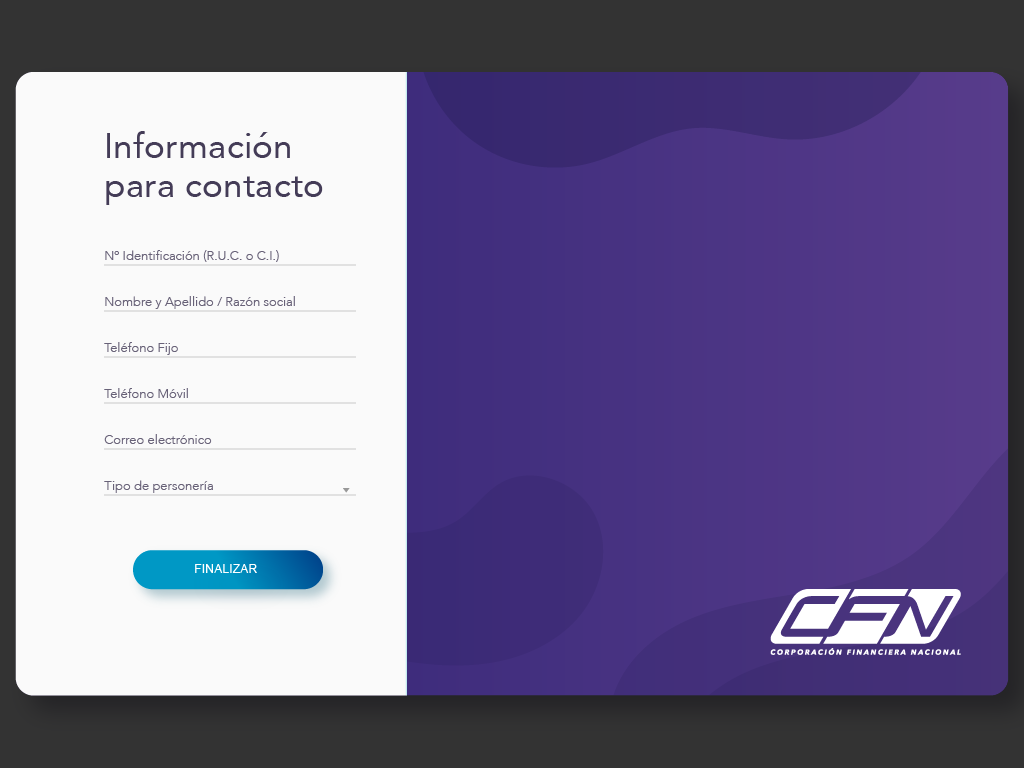 Información
para contacto
Nº Identificación (R.U.C. o C.I.)
Nombre y Apellido / Razón social
Teléfono Fijo
Teléfono Móvil
Correo electrónico
Tipo de personería
FINALIZAR
CFN
CORPORACIÓN FINANCIERA NACIONAL